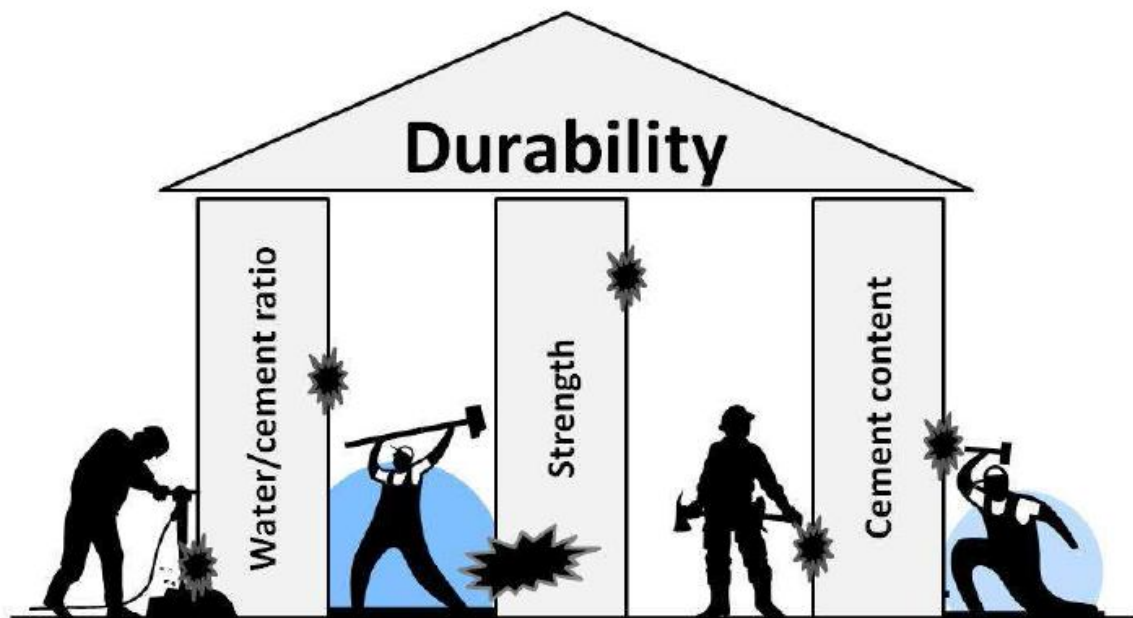 Durability
Water/cement ratio
Strength
Cement content